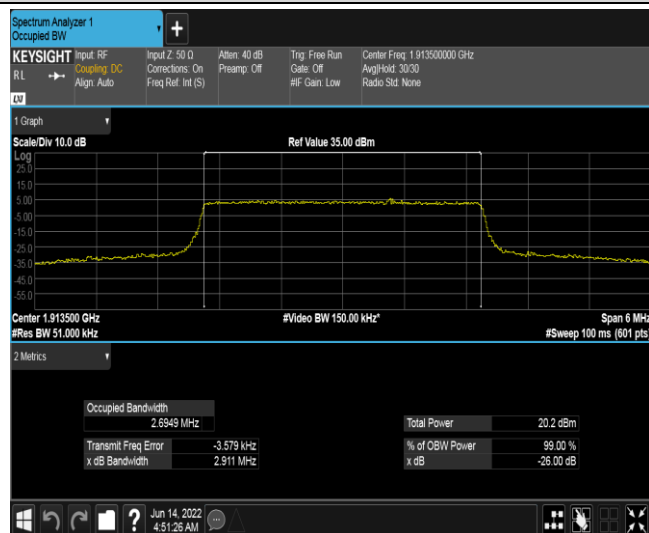 Spectrum Analyzer 1
Occupied BW
+
KEYSIGHT
RL
LXI
Input: RF
Coupling: DC
Align: Auto
Input Z: 50 Ω
Corrections: On
Freq Ref: Int (S)
Atten: 40 dB
Preamp: Off
Trig: Free Run
Gate: Off
#IF Gain: Low
Center Freq: 1.913500000 GHz
Avg|Hold: 30/30
Radio Std: None
1 Graph
Scale/Div 10.0 dB
Ref Value 35.00 dBm
Log
25.0
15.0
5.00
-5.00
-15.0
-25.0
-35.0
-45.0
-55.0
Center 1.913500 GHz
#Video BW 150.00 kHz*
Span 6 MHz
#Res BW 51.000 kHz
#Sweep 100 ms (601 pts)
2 Metrics
Occupied Bandwidth
2.6949 MHz
Total Power 20.2 dBm
Transmit Freq Error -3.579 kHz
% of OBW Power 99.00 %
x dB Bandwidth 2.911 MHz
x dB -26.00 dB
?
Jun 14, 2022
4:51:26 AM